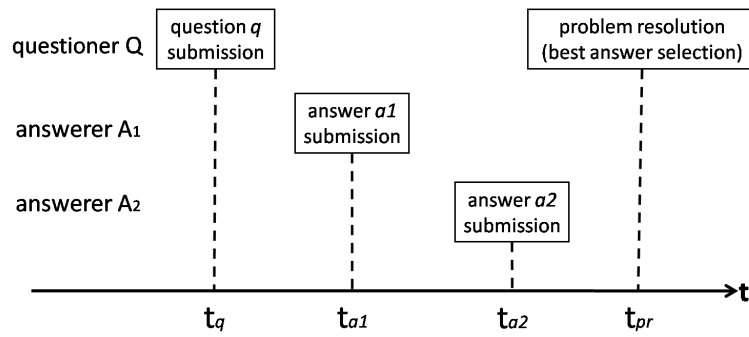 questioner Q
question q
submission
problem resolution
(best answer selection)
answerer A1
answer a1
submission
answerer A2
answer a2
submission
t
tq
ta1
ta2
tpr